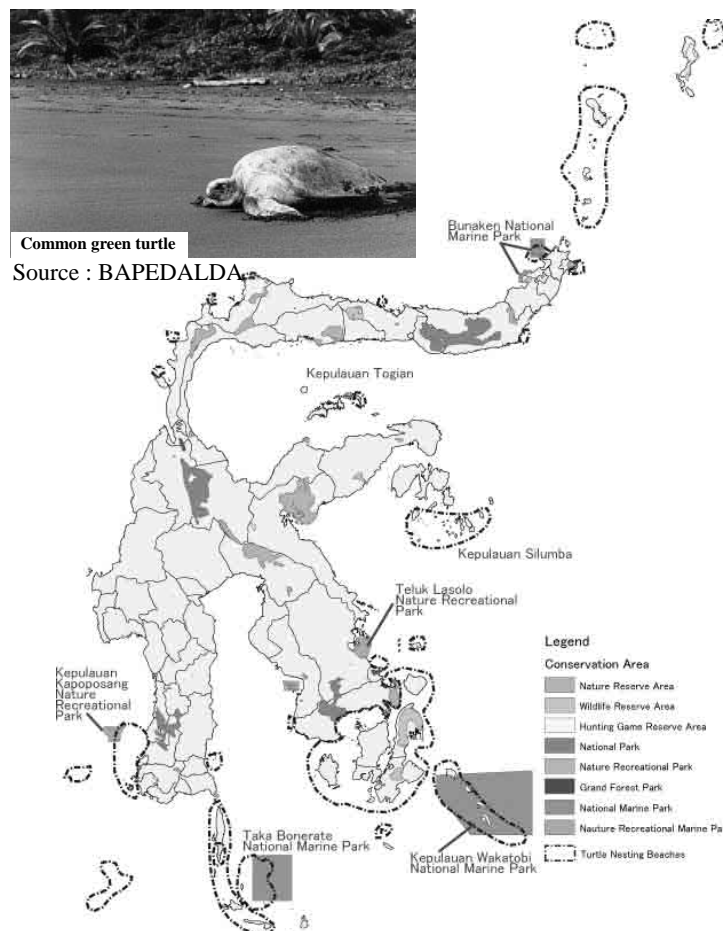 Common green turtle
Source : BAPEDALDA
Bunaken National
Marine Park
Kepulauan Togian
Kepulauan Silumba
Teluk Lasolo
Nature Recreational
Park
Kepulauan
Kapoposang
Nature
Recreational
Park
Taka Bonerate
National Marine Park
Kepulauan Wakatobi
National Marine Park
Legend
Conservation Area
Nature Reserve Area
Wildlife Reserve Area
Hunting Game Reserve Area
National Park
Nature Recreational Park
Grand Forest Park
National Marine Park
Nauture Recreational Marine Pa
Turtle Nesting Beaches